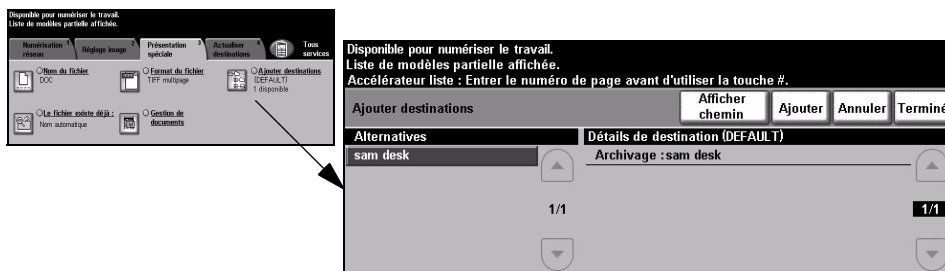 Disponible pour numériser le travail.
Liste de modèles partielle affichée.
Numérisation réseau 1
Réglage image 2
Présentation spéciale 3
Actualiser destinations 4
Tous services
Nom du fichier
DOC
Format du fichier
TIFF multipage
Ajouter destinations
(DEFAULT)
1 disponible
Le fichier existe déjà :
Nom automatique
Gestion de
documents
Disponible pour numériser le travail.
Liste de modèles partielle affichée.
Accélérateur liste : Entrer le numéro de page avant d'utiliser la touche #.
Ajouter destinations
Afficher chemin
Ajouter
Annuler
Terminé
Alternatives
Détails de destination (DEFAULT)
sam desk
Archivage :sam desk
1/1
1/1